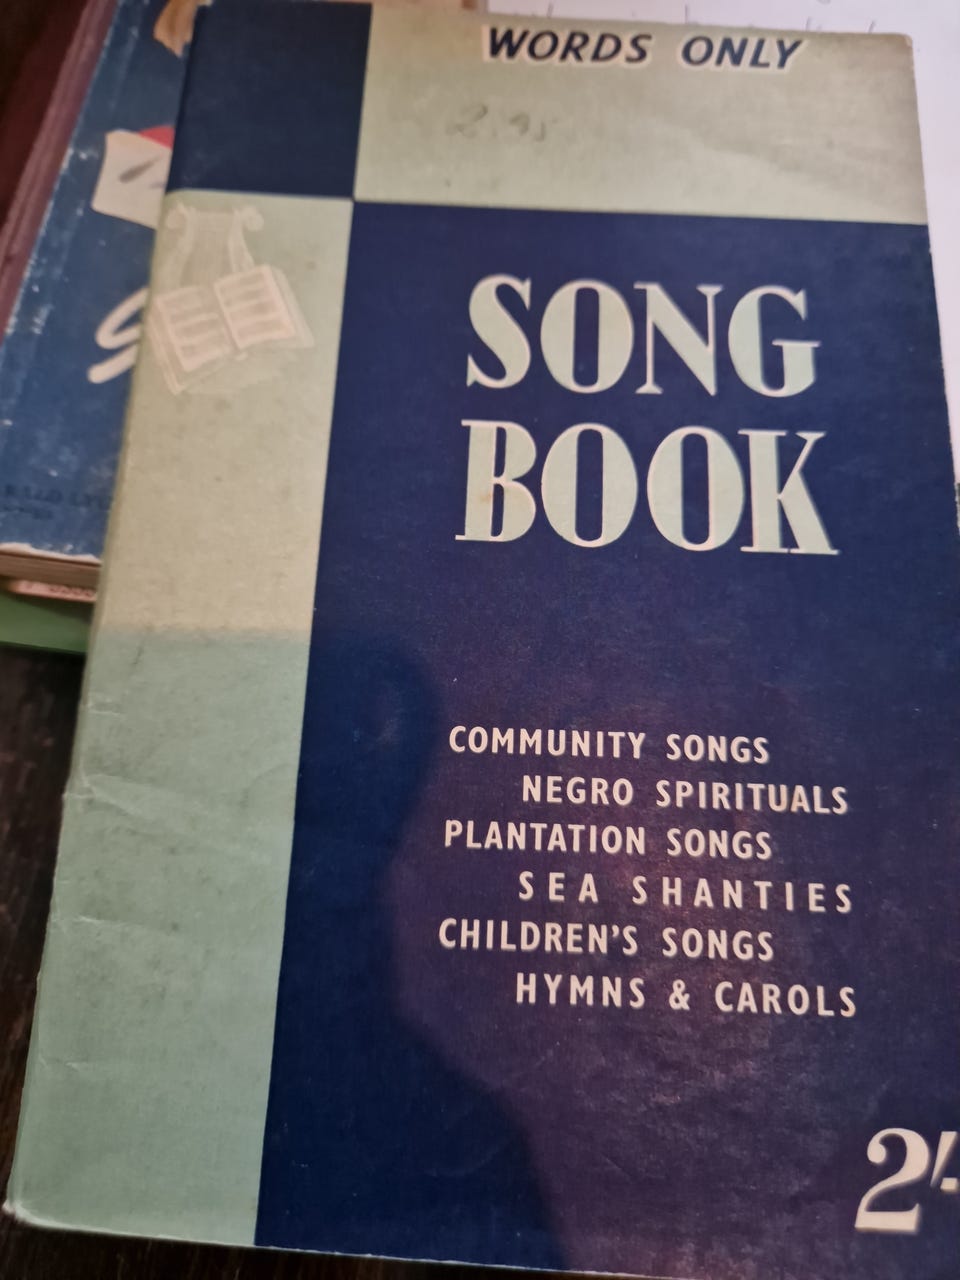 WORDS ONLY
2.95
SONG
BOOK
COMMUNITY SONGS
NEGRO SPIRITUALS
PLANTATION SONGS
SEA SHANTIES
CHILDREN'S SONGS
HYMNS & CAROLS
2/-